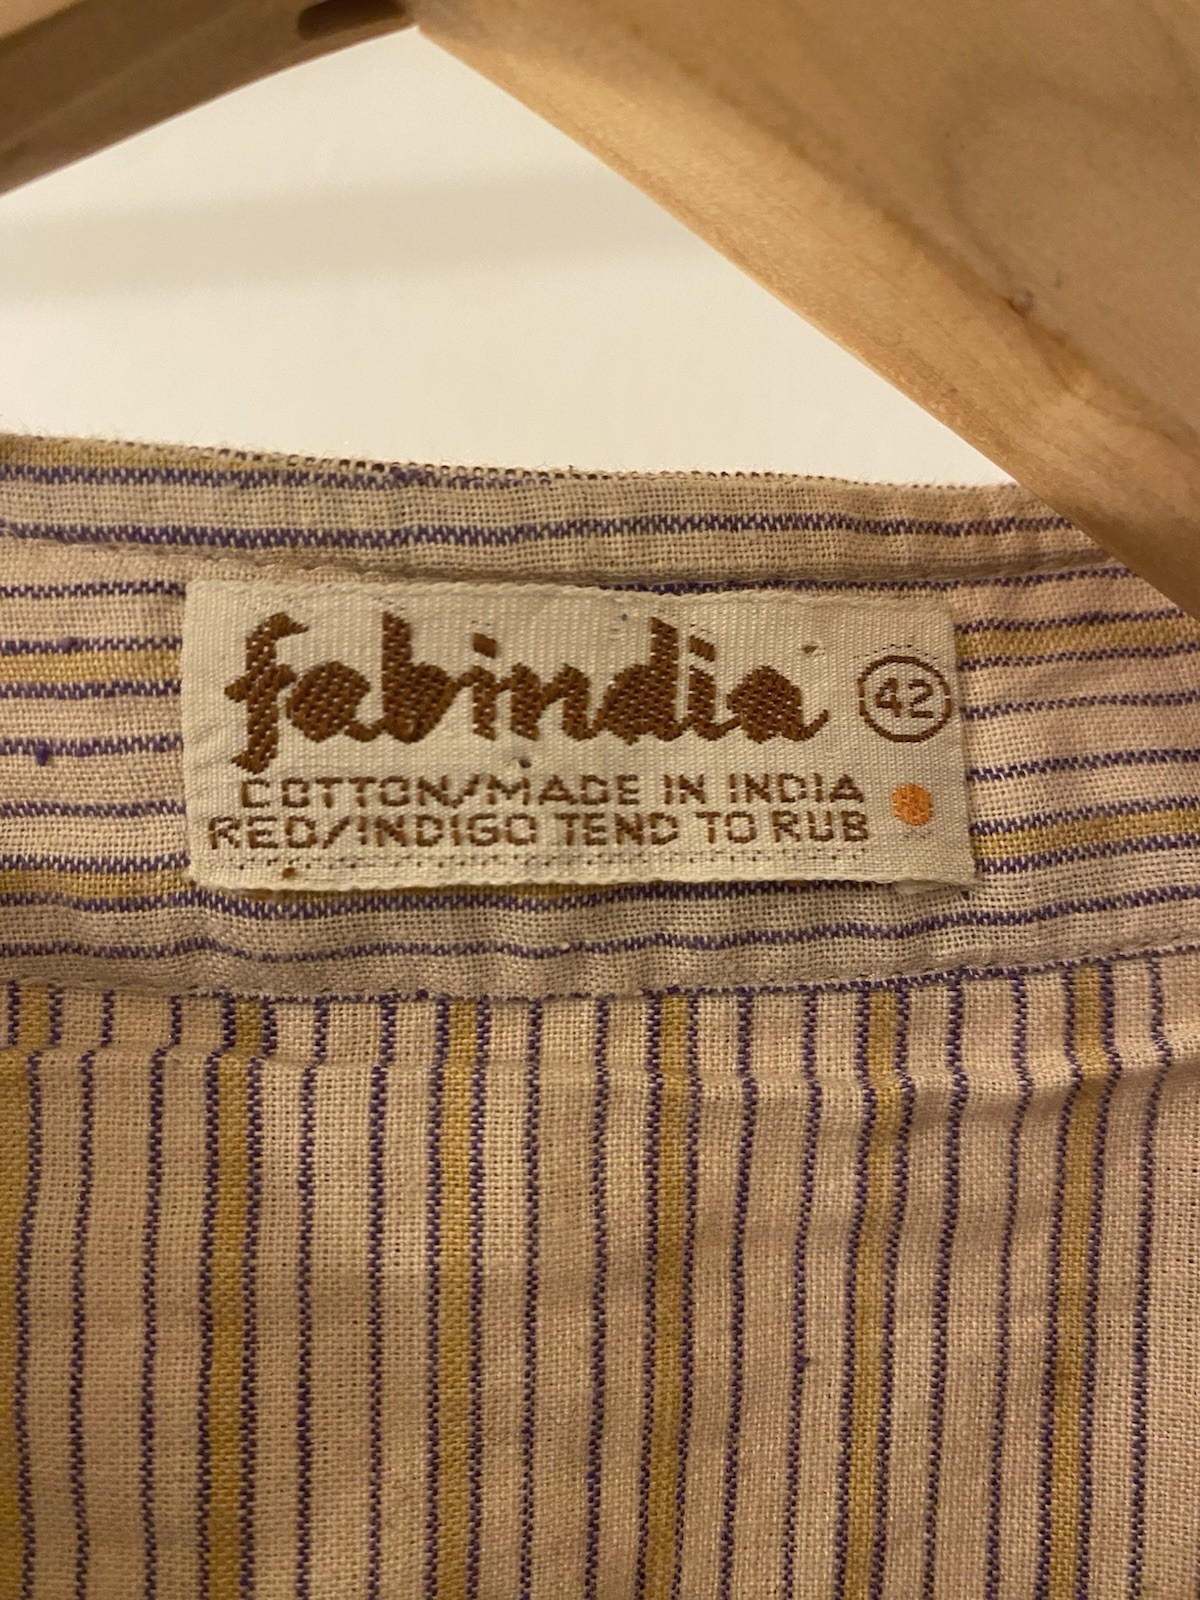 fabindia
42
COTTON/MADE IN INDIA
RED/INDIGO TEND TO RUB